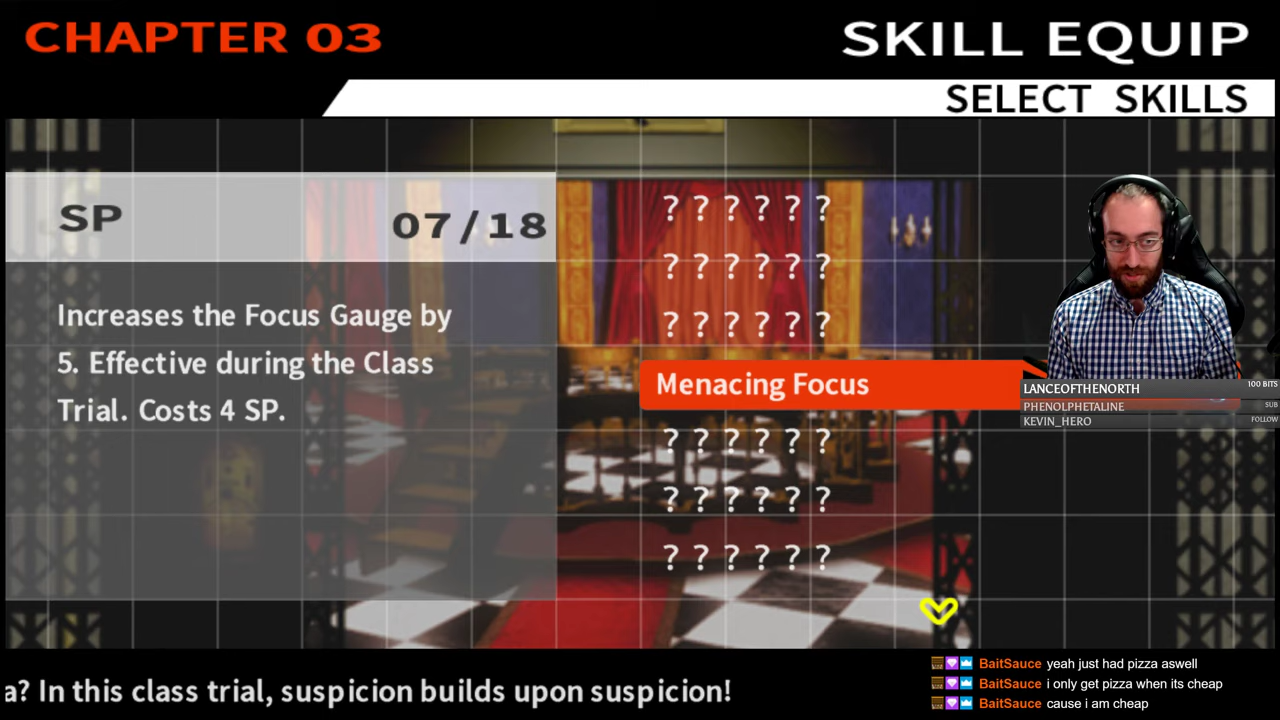 CHAPTER 03
SKILL EQUIP
SELECT SKILLS
SP
07/18
Increases the Focus Gauge by
5. Effective during the Class
Trial. Costs 4 SP.
? ? ? ? ? ?
? ? ? ? ? ?
? ? ? ? ? ?
Menacing Focus
? ? ? ? ? ?
? ? ? ? ? ?
? ? ? ? ? ?
LANCEOFTHENORTH 100 BITS
PHENOLPHETALINE SUB
KEVIN_HERO FOLLOW
a? In this class trial, suspicion builds upon suspicion!
BaitSauce yeah just had pizza aswell
BaitSauce i only get pizza when its cheap
BaitSauce cause i am cheap